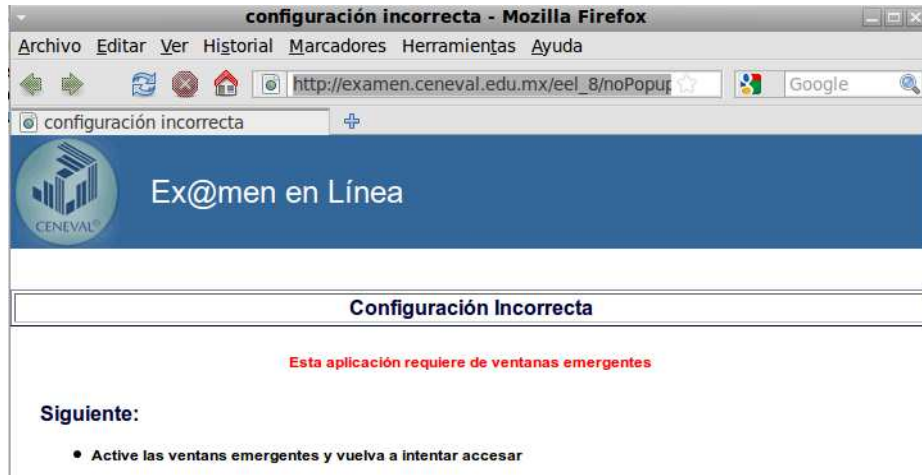 configuración incorrecta - Mozilla Firefox
Archivo Editar Ver Historial Marcadores Herramientas Ayuda
http://examen.ceneval.edu.mx/eel_8/noPopup Google
configuración incorrecta
CENEVAL® Ex@men en Línea
Configuración Incorrecta
Esta aplicación requiere de ventanas emergentes
Siguiente:
• Active las ventans emergentes y vuelva a intentar accesar